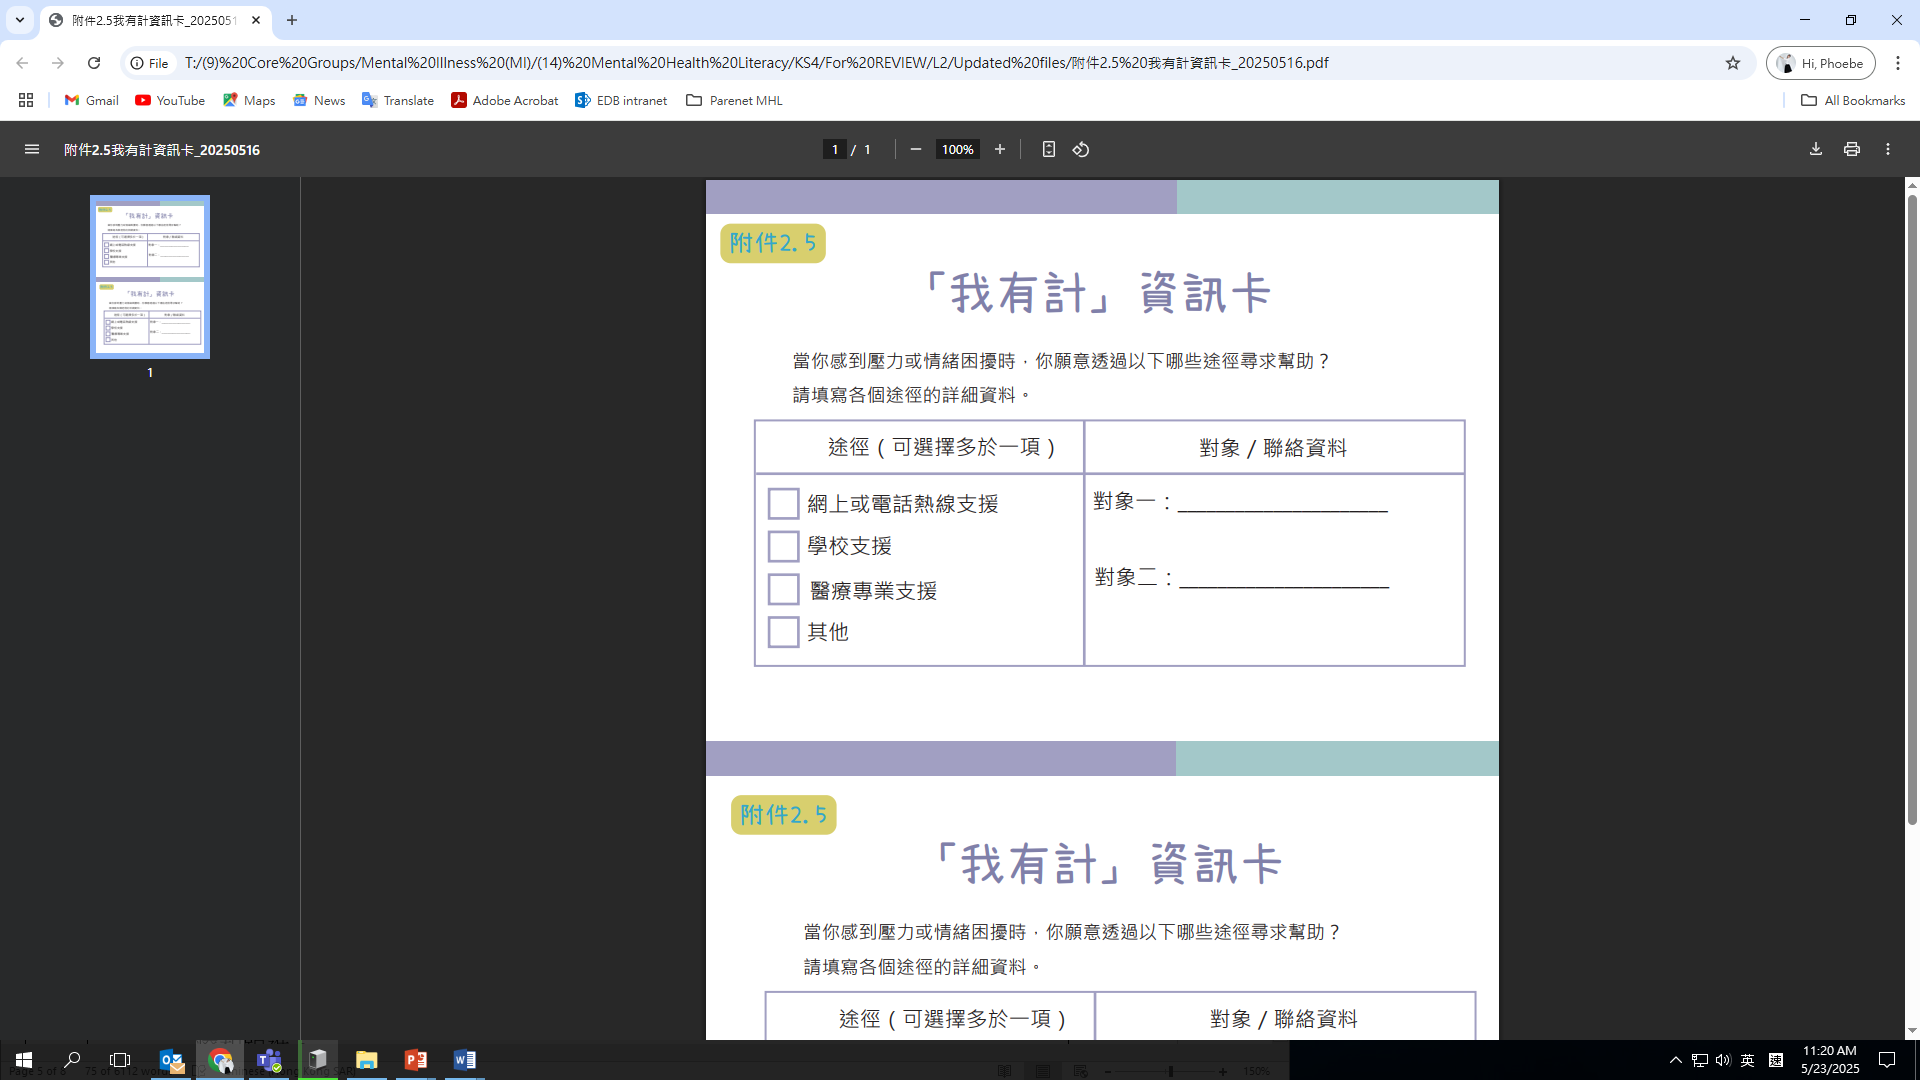 附件2.5我有計資訊卡_2025051
File
T:/(9)%20Core%20Groups/Mental%20Illness%20(MI)/(14)%20Mental%20Health%20Literacy/KS4/For%20REVIEW/L2/Updated%20files/附件2.5%20我有計資訊卡_20250516.pdf
Hi, Phoebe
Gmail YouTube Maps News Translate Adobe Acrobat EDB intranet Parenet MHL All Bookmarks
附件2.5我有計資訊卡_20250516
1 / 1
100%
1
附件2.5
「我有計」資訊卡
當你感到壓力或情緒困擾時，你願意透過以下哪些途徑尋求幫助？
請填寫各個途徑的詳細資料。
途徑（可選擇多於一項） 對象 / 聯絡資料
網上或電話熱線支援 對象一：____________________
學校支援
醫療專業支援 對象二：____________________
其他
附件2.5
「我有計」資訊卡
當你感到壓力或情緒困擾時，你願意透過以下哪些途徑尋求幫助？
請填寫各個途徑的詳細資料。
途徑（可選擇多於一項） 對象 / 聯絡資料
英
11:20 AM
5/23/2025
150%